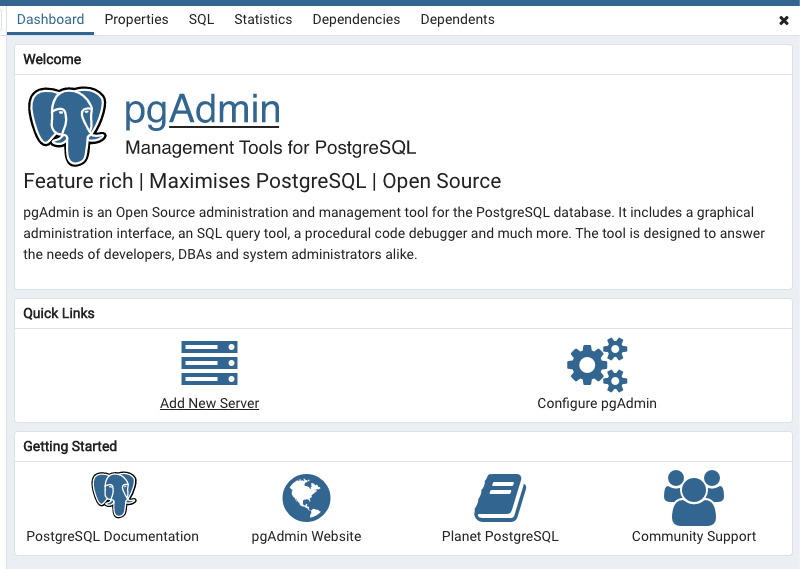 Dashboard Properties SQL Statistics Dependencies Dependents
Welcome
pgAdmin
Management Tools for PostgreSQL
Feature rich | Maximises PostgreSQL | Open Source
pgAdmin is an Open Source administration and management tool for the PostgreSQL database. It includes a graphical
administration interface, an SQL query tool, a procedural code debugger and much more. The tool is designed to answer
the needs of developers, DBAs and system administrators alike.
Quick Links
Add New Server Configure pgAdmin
Getting Started
PostgreSQL Documentation pgAdmin Website Planet PostgreSQL Community Support